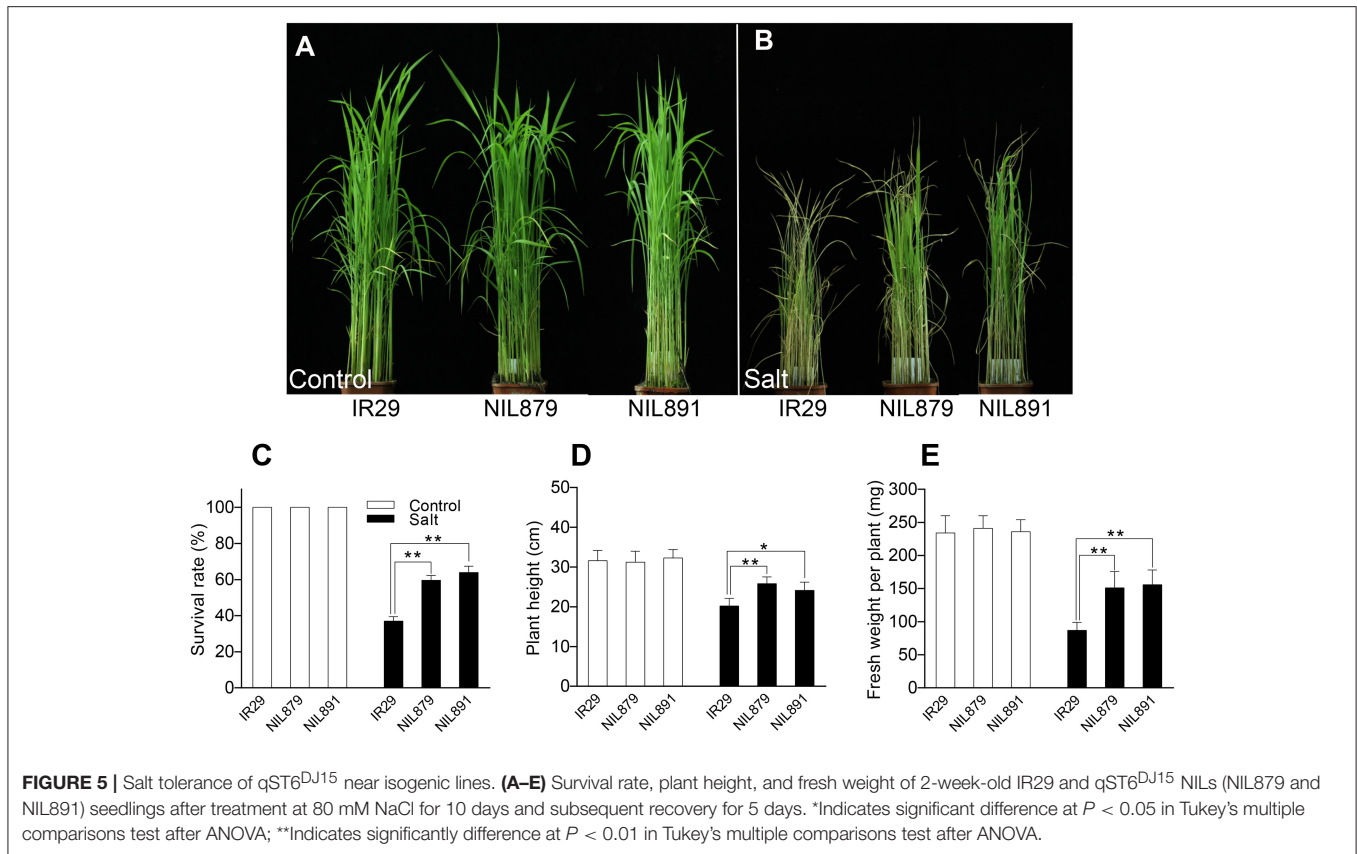 A
B
Control
Salt
IR29 NIL879 NIL891 IR29 NIL879 NIL891
C
Survival rate (%)
100
80
60
40
20
0
Control
Salt
**
**
IR29 NIL879 NIL891 IR29 NIL879 NIL891
D
Plant height (cm)
50
40
30
20
10
0
*
**
IR29 NIL879 NIL891 IR29 NIL879 NIL891
E
Fresh weight per plant (mg)
300
250
200
150
100
50
0
**
**
IR29 NIL879 NIL891 IR29 NIL879 NIL891
FIGURE 5 | Salt tolerance of qST6^DJ15 near isogenic lines. (A–E) Survival rate, plant height, and fresh weight of 2-week-old IR29 and qST6^DJ15 NILs (NIL879 and
NIL891) seedlings after treatment at 80 mM NaCl for 10 days and subsequent recovery for 5 days. *Indicates significant difference at P < 0.05 in Tukey's multiple
comparisons test after ANOVA; **Indicates significantly difference at P < 0.01 in Tukey's multiple comparisons test after ANOVA.